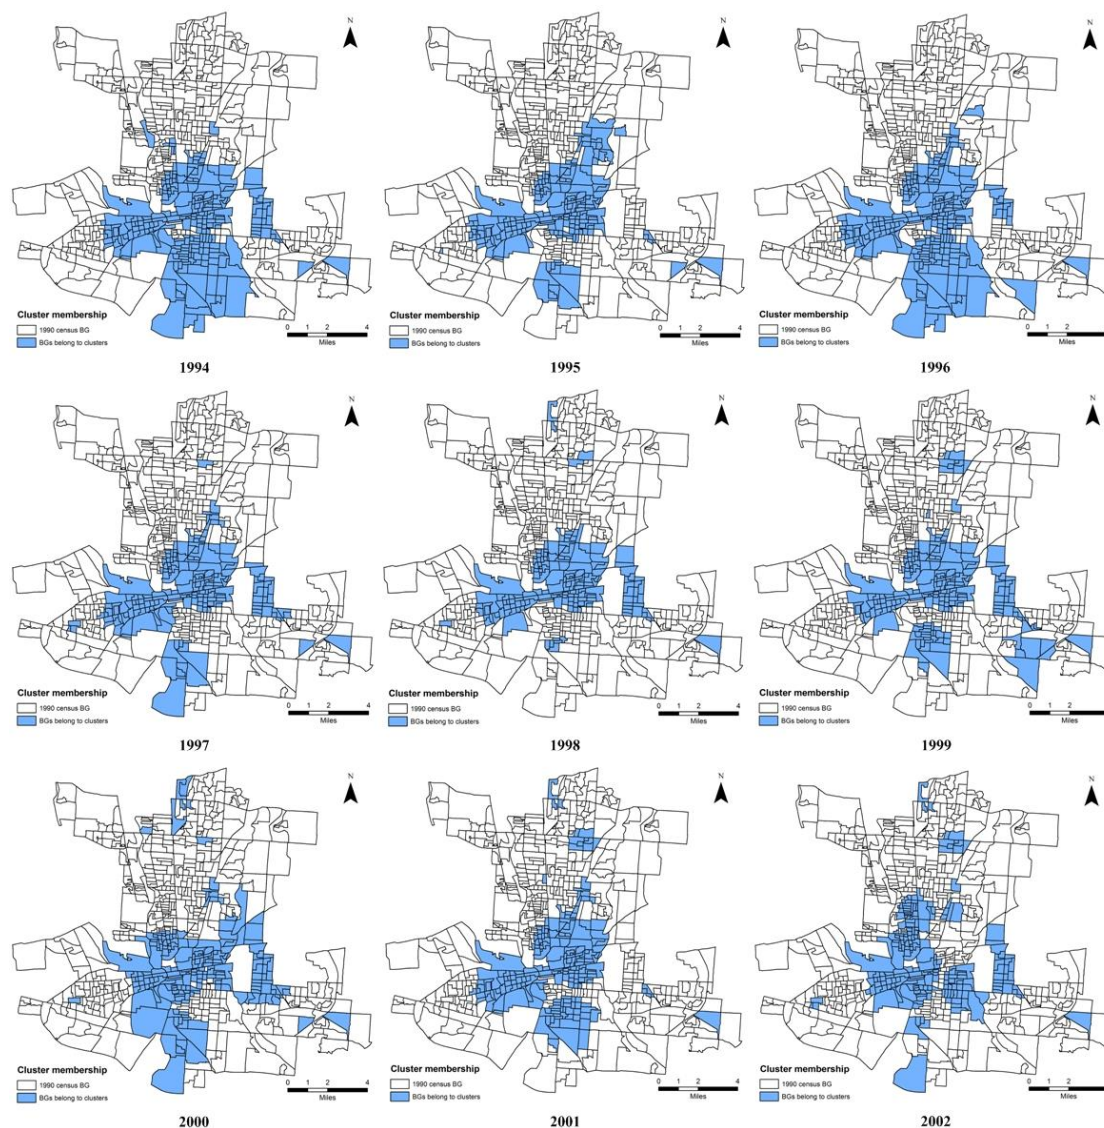 N
N
N
Cluster membership
1990 census BG
BGs belong to clusters
0 1 2 4
Miles
Cluster membership
1990 census BG
BGs belong to clusters
0 1 2 4
Miles
Cluster membership
1990 census BG
BGs belong to clusters
0 1 2
Miles
1994
1995
1996
N
N
N
Cluster membership
1990 census BG
BGs belong to clusters
0 1 2 4
Miles
Cluster membership
1990 census BG
BGs belong to clusters
0 1 2 4
Miles
Cluster membership
1990 census BG
BGs belong to clusters
0 1 2
Miles
1997
1998
1999
N
N
N
Cluster membership
1990 census BG
BGs belong to clusters
0 1 2 4
Miles
Cluster membership
1990 census BG
BGs belong to clusters
0 1 2 4
Miles
Cluster membership
1990 census BG
BGs belong to clusters
0 1 2
Miles
2000
2001
2002